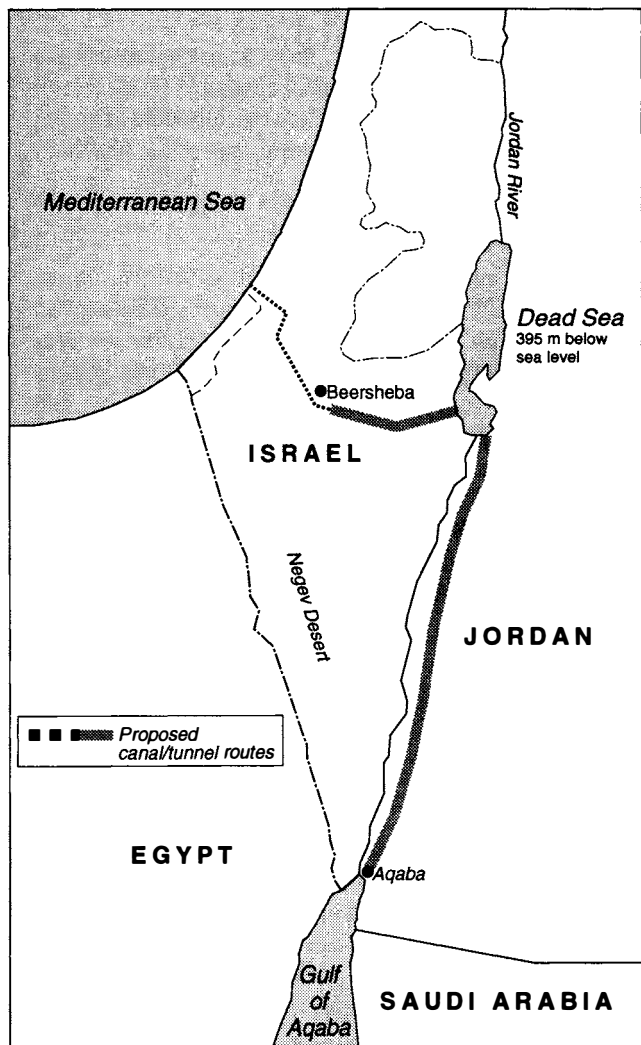 Mediterranean Sea
Jordan River
Dead Sea
395 m below
sea level
Beersheba
ISRAEL
Negev Desert
JORDAN
Proposed
canal/tunnel routes
EGYPT
Aqaba
Gulf
of
Aqaba
SAUDI ARABIA